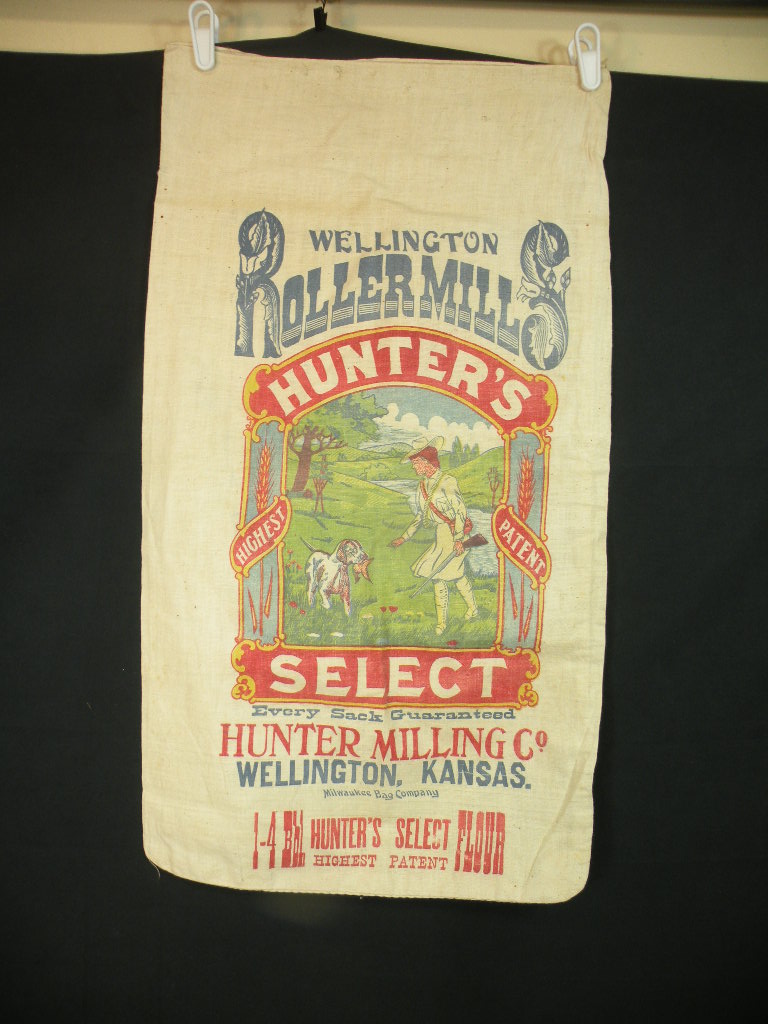 WELLINGTON
ROLLER MILLS
HUNTER'S
HIGHEST
PATENT
SELECT
Every Sack Guaranteed
HUNTER MILLING Co
WELLINGTON, KANSAS.
Milwaukee Bag Company
1-4 Bbl. HUNTER'S SELECT FLOUR
HIGHEST PATENT